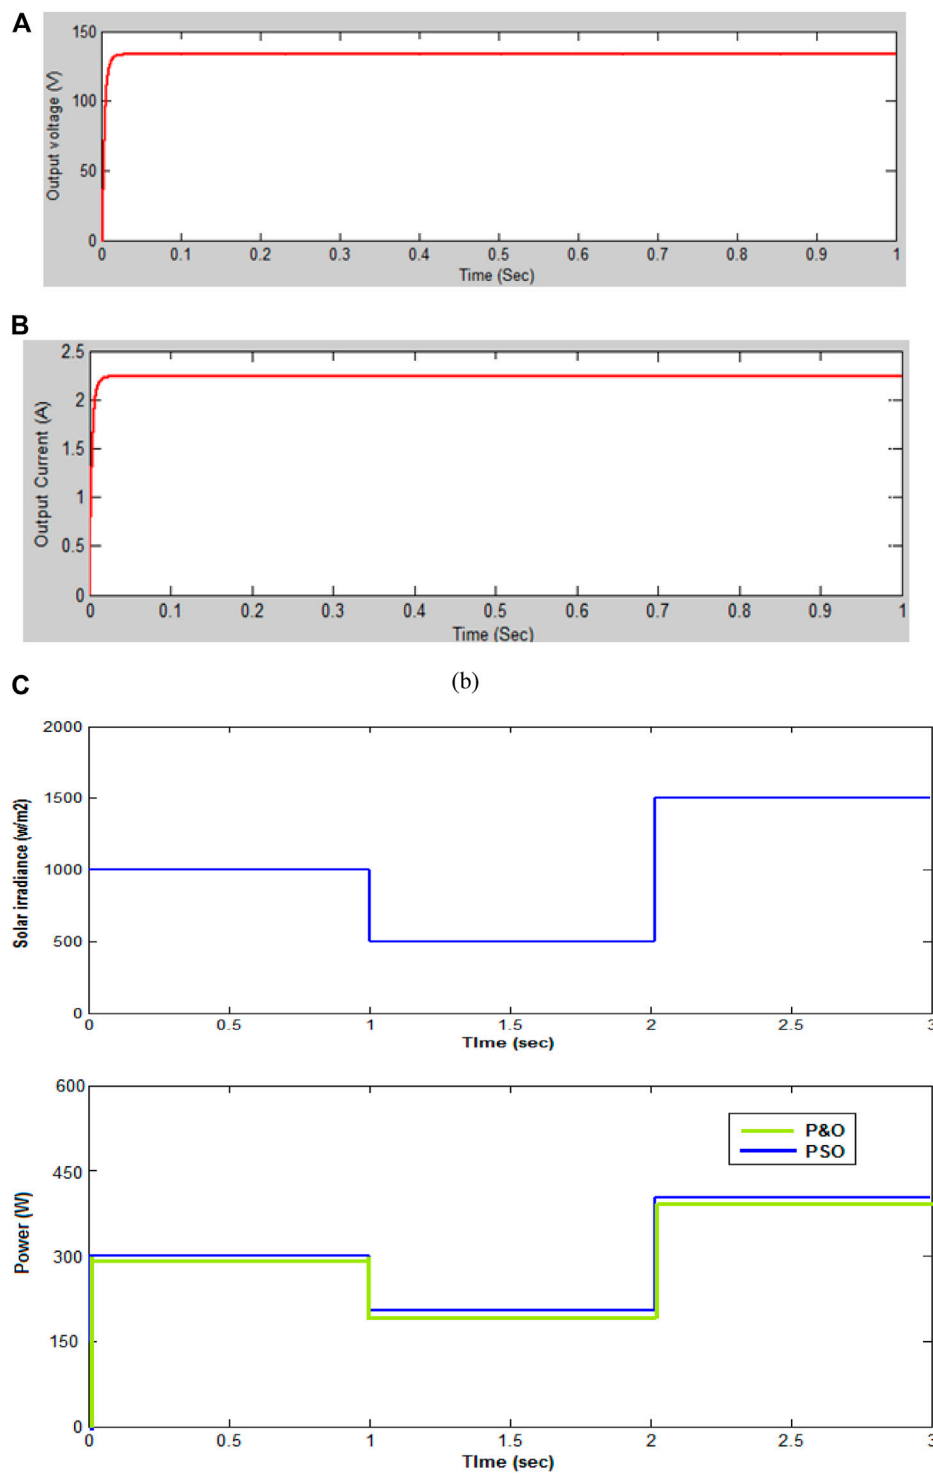 A
150
100
50
0
Output voltage (V)
0 0.1 0.2 0.3 0.4 0.5 0.6 0.7 0.8 0.9 1
Time (Sec)
B
2.5
2
1.5
1
0.5
0
Output Current (A)
0 0.1 0.2 0.3 0.4 0.5 0.6 0.7 0.8 0.9 1
Time (Sec)
(b)
C
2000
1500
1000
500
0
Solar irradiance (w/m2)
0 0.5 1 1.5 2 2.5 3
TIme (sec)
600
450
300
150
0
Power (W)
P&O
PSO
0 0.5 1 1.5 2 2.5 3
TIme (sec)